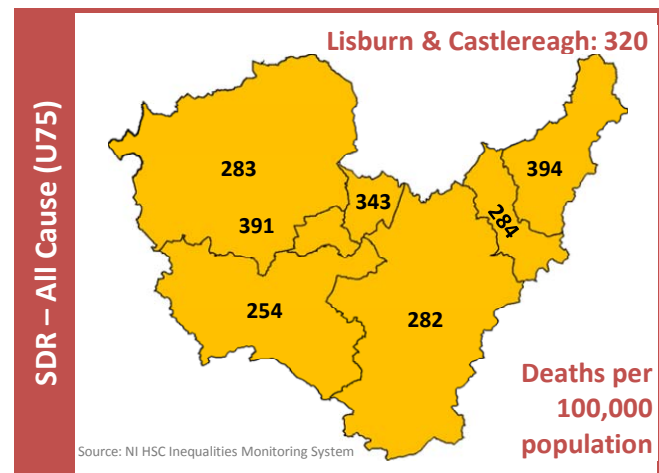 SDR – All Cause (U75)
Lisburn & Castlereagh: 320
283
394
343
284
391
254
282
Deaths per
100,000
population
Source: NI HSC Inequalities Monitoring System